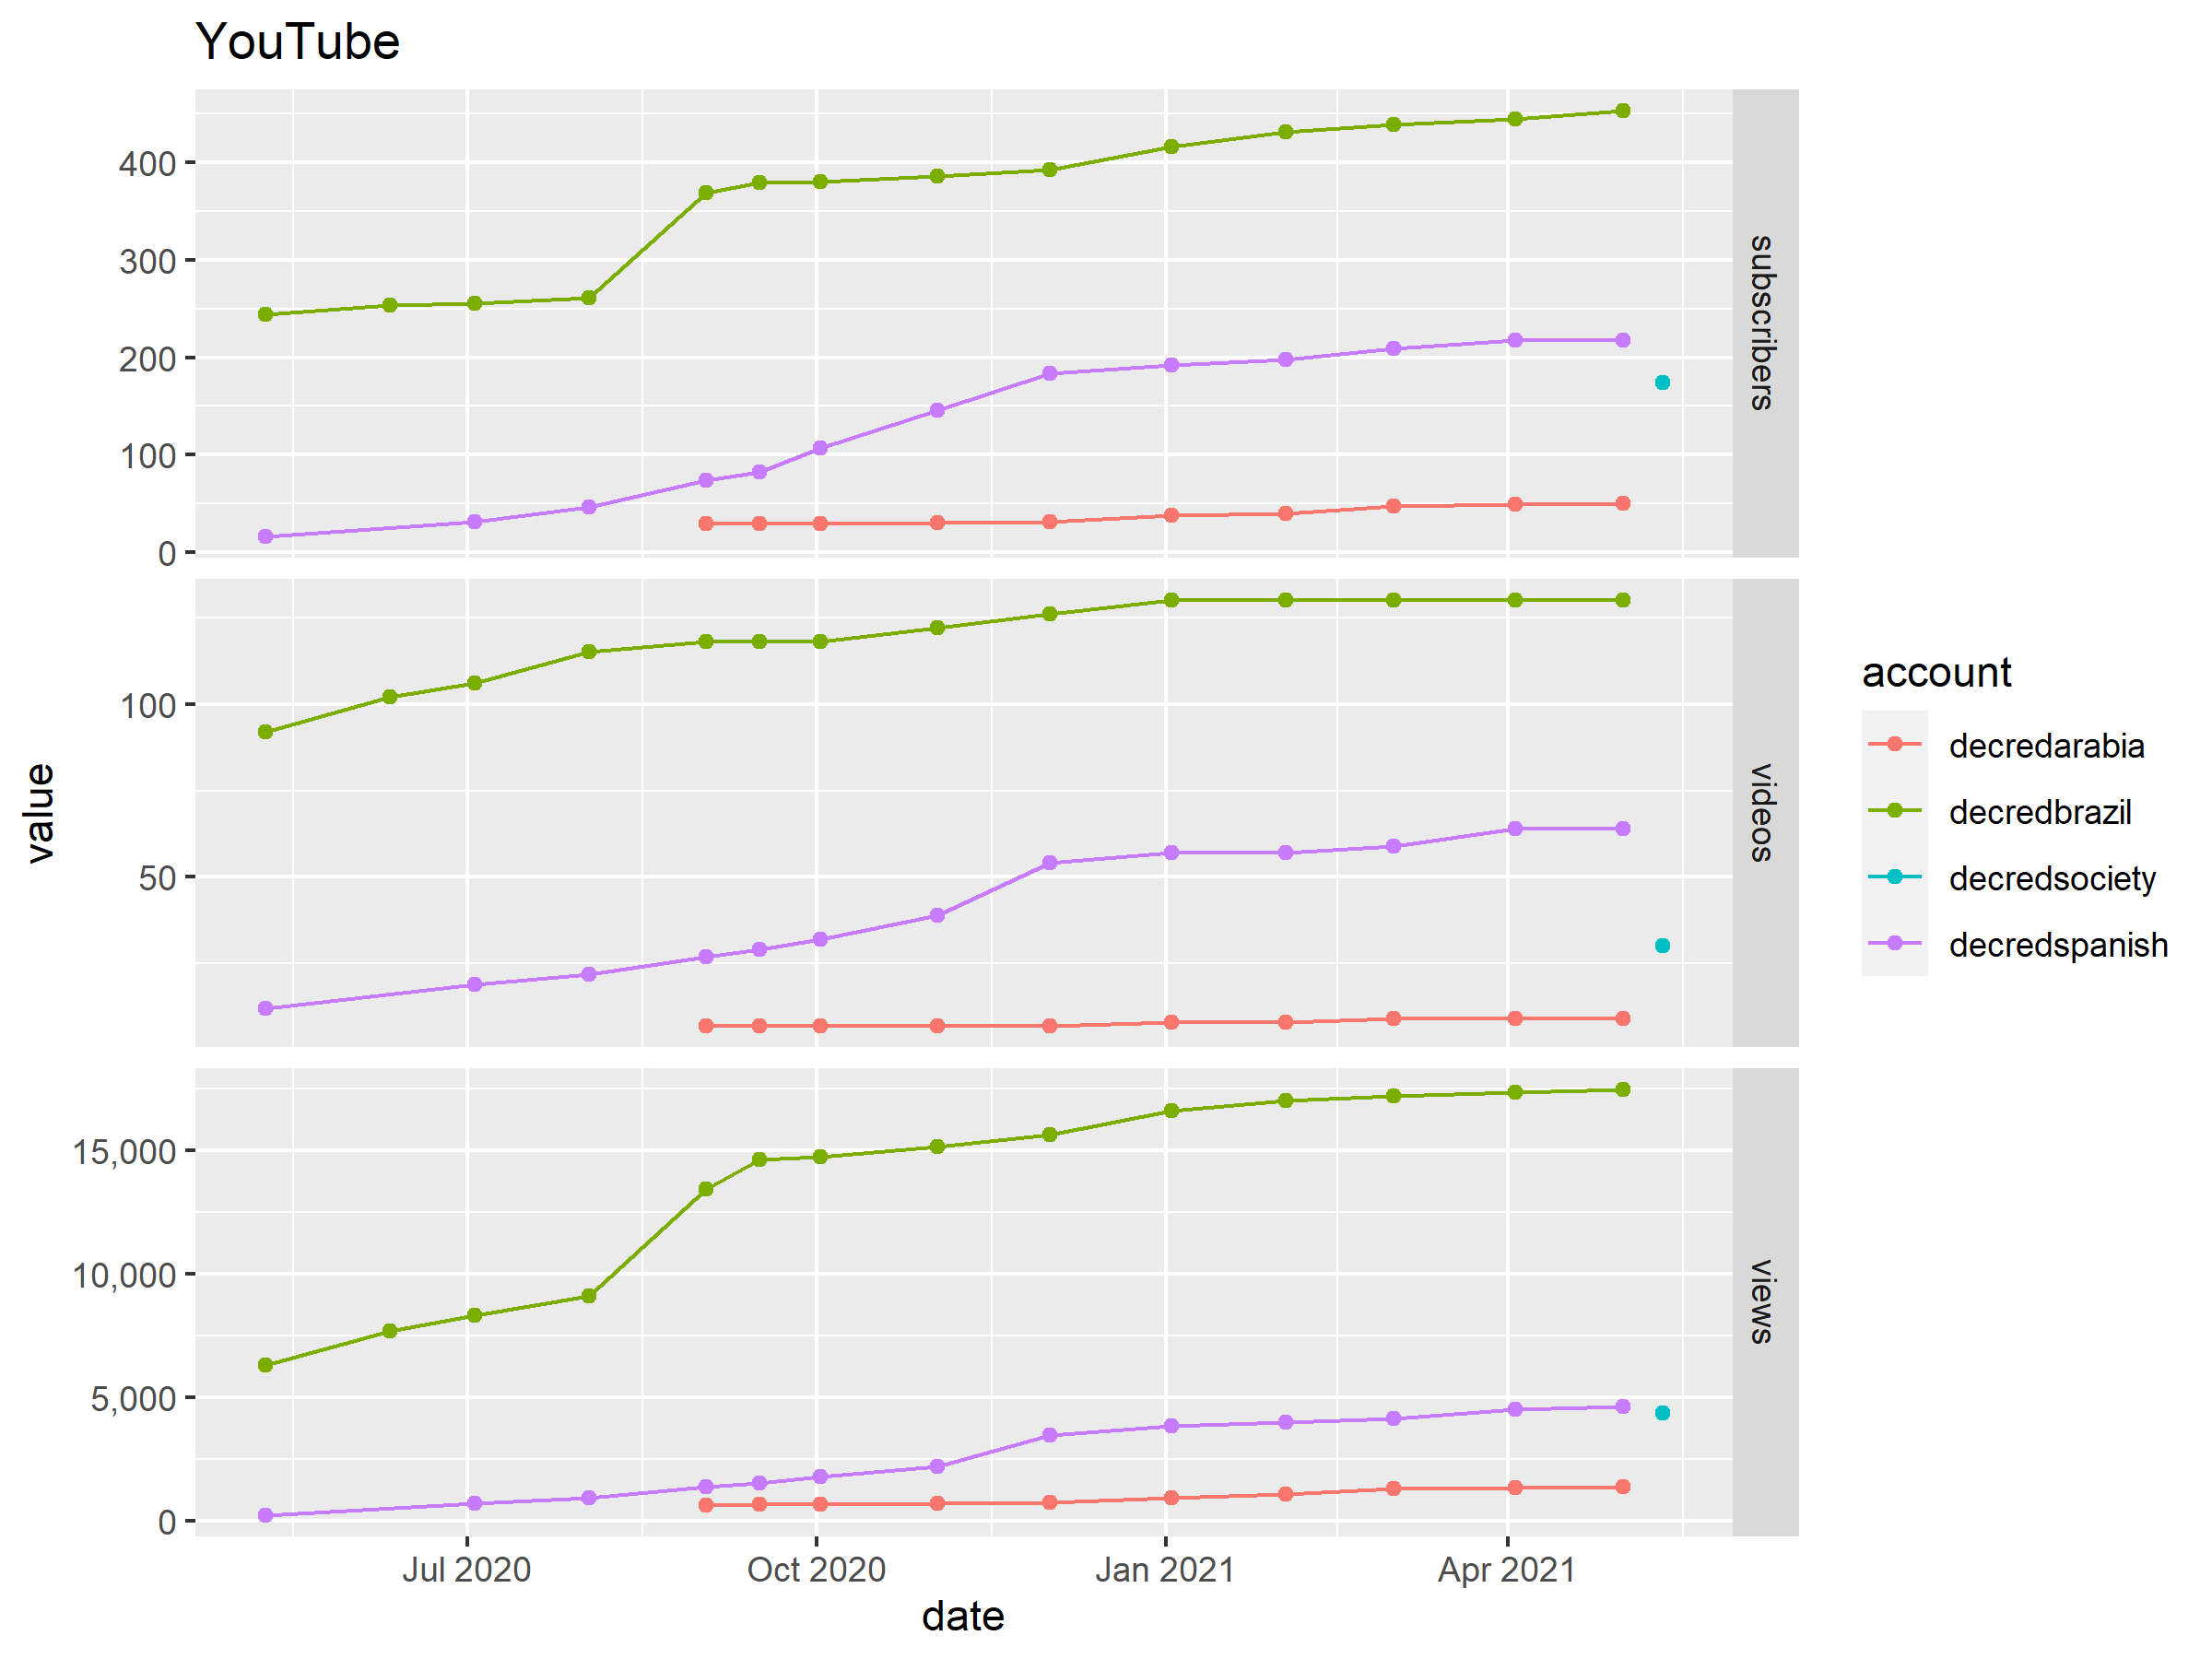 YouTube
400
300
200
100
0
subscribers
100
50
videos
15,000
10,000
5,000
0
views
Jul 2020
Oct 2020
Jan 2021
Apr 2021
date
value
account
decredarabia
decredbrazil
decredsociety
decredspanish